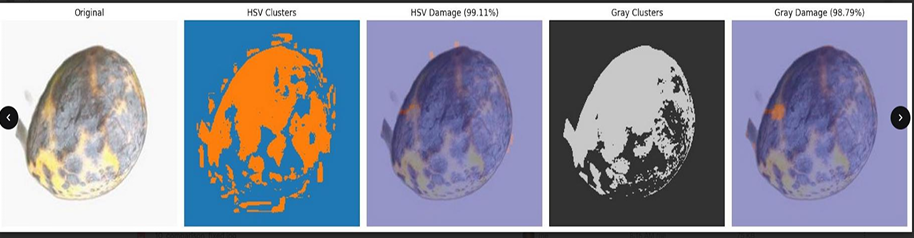 Original
HSV Clusters
HSV Damage (99.11%)
Gray Clusters
Gray Damage (98.79%)